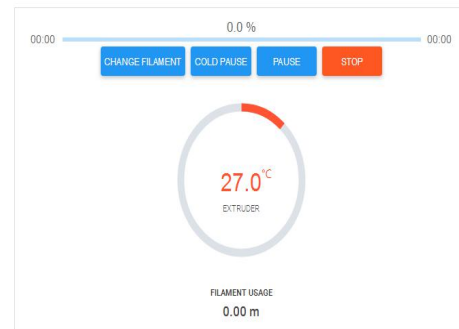 0.0 %
00:00 00:00
CHANGE FILAMENT COLD PAUSE PAUSE STOP
27.0°C
EXTRUDER
FILAMENT USAGE
0.00 m